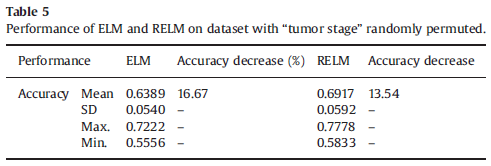 Table 5
Performance of ELM and RELM on dataset with “tumor stage” randomly permuted.
Performance ELM Accuracy decrease (%) RELM Accuracy decrease
Accuracy Mean 0.6389 16.67 0.6917 13.54
SD 0.0540 – 0.0592 –
Max. 0.7222 – 0.7778 –
Min. 0.5556 – 0.5833 –